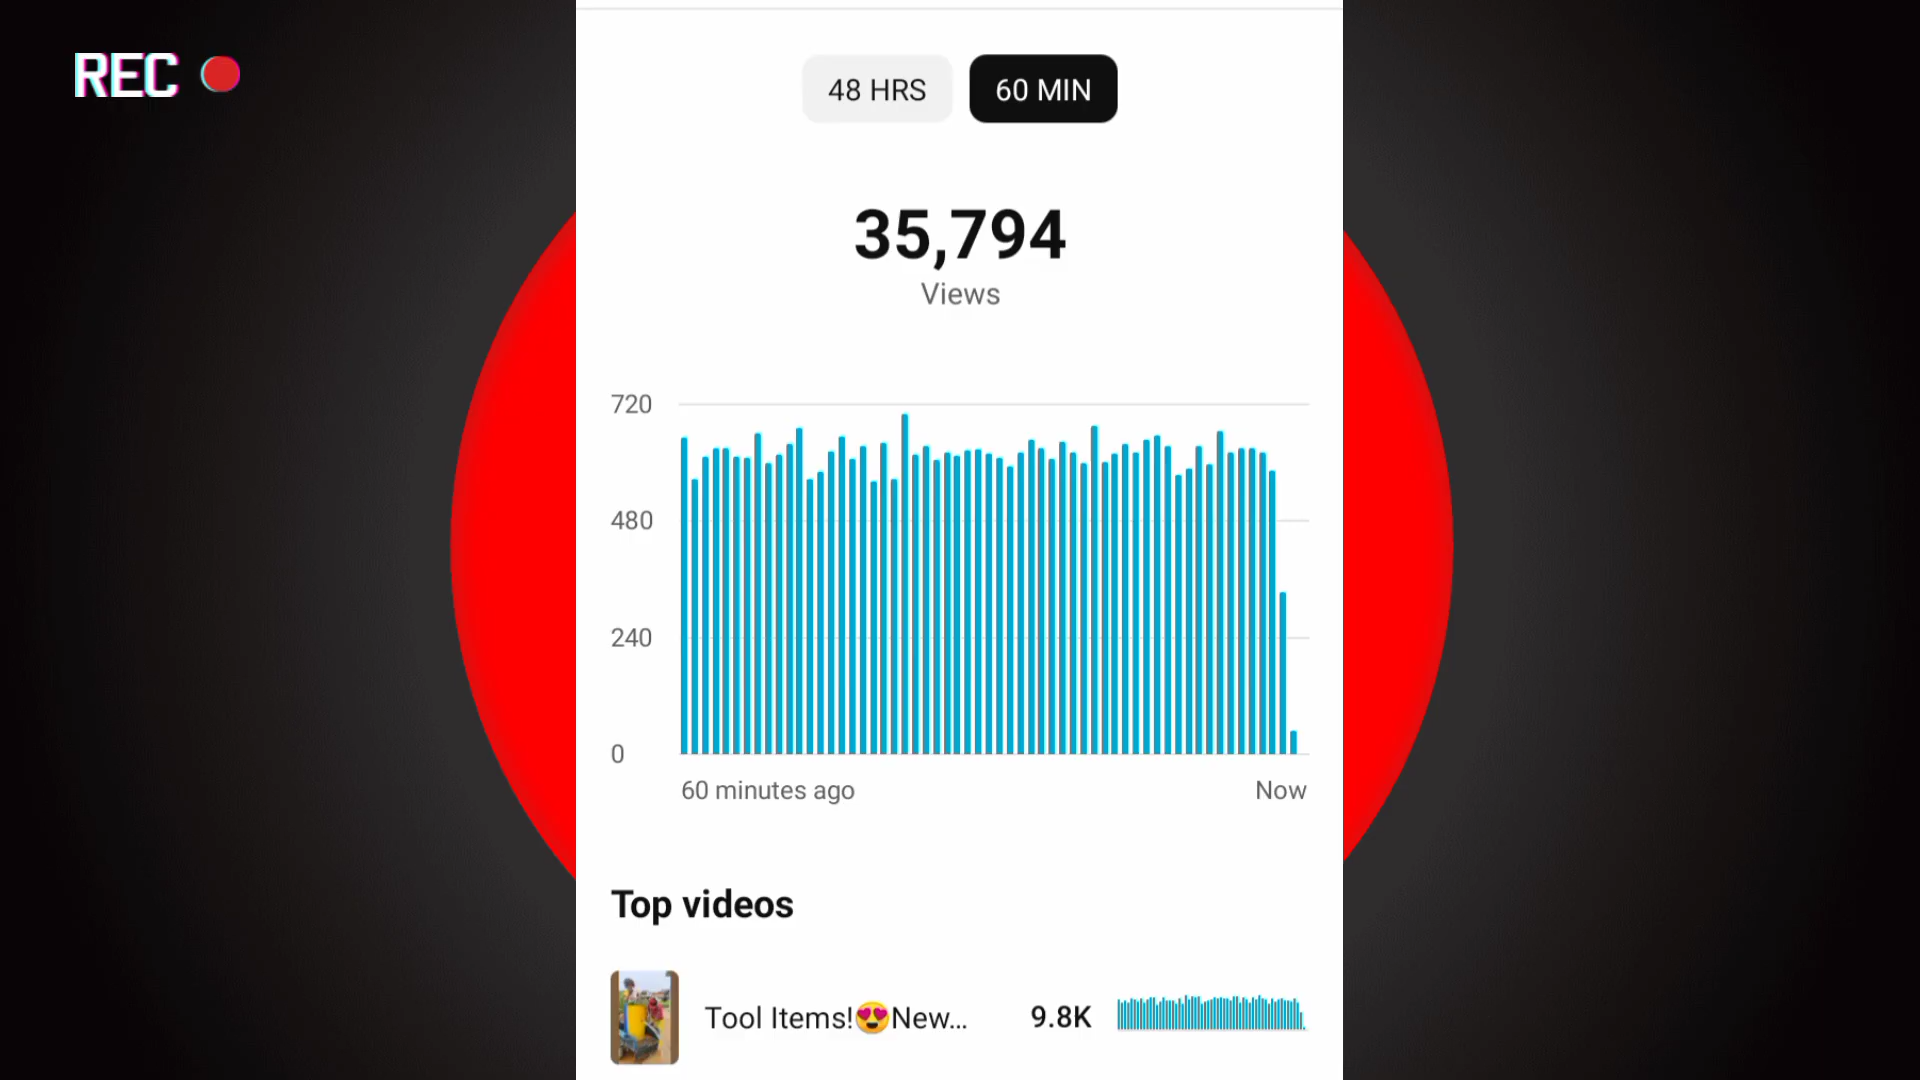 REC
48 HRS 60 MIN
35,794
Views
720
480
240
0
60 minutes ago Now
Top videos
Tool Items!😍New... 9.8K